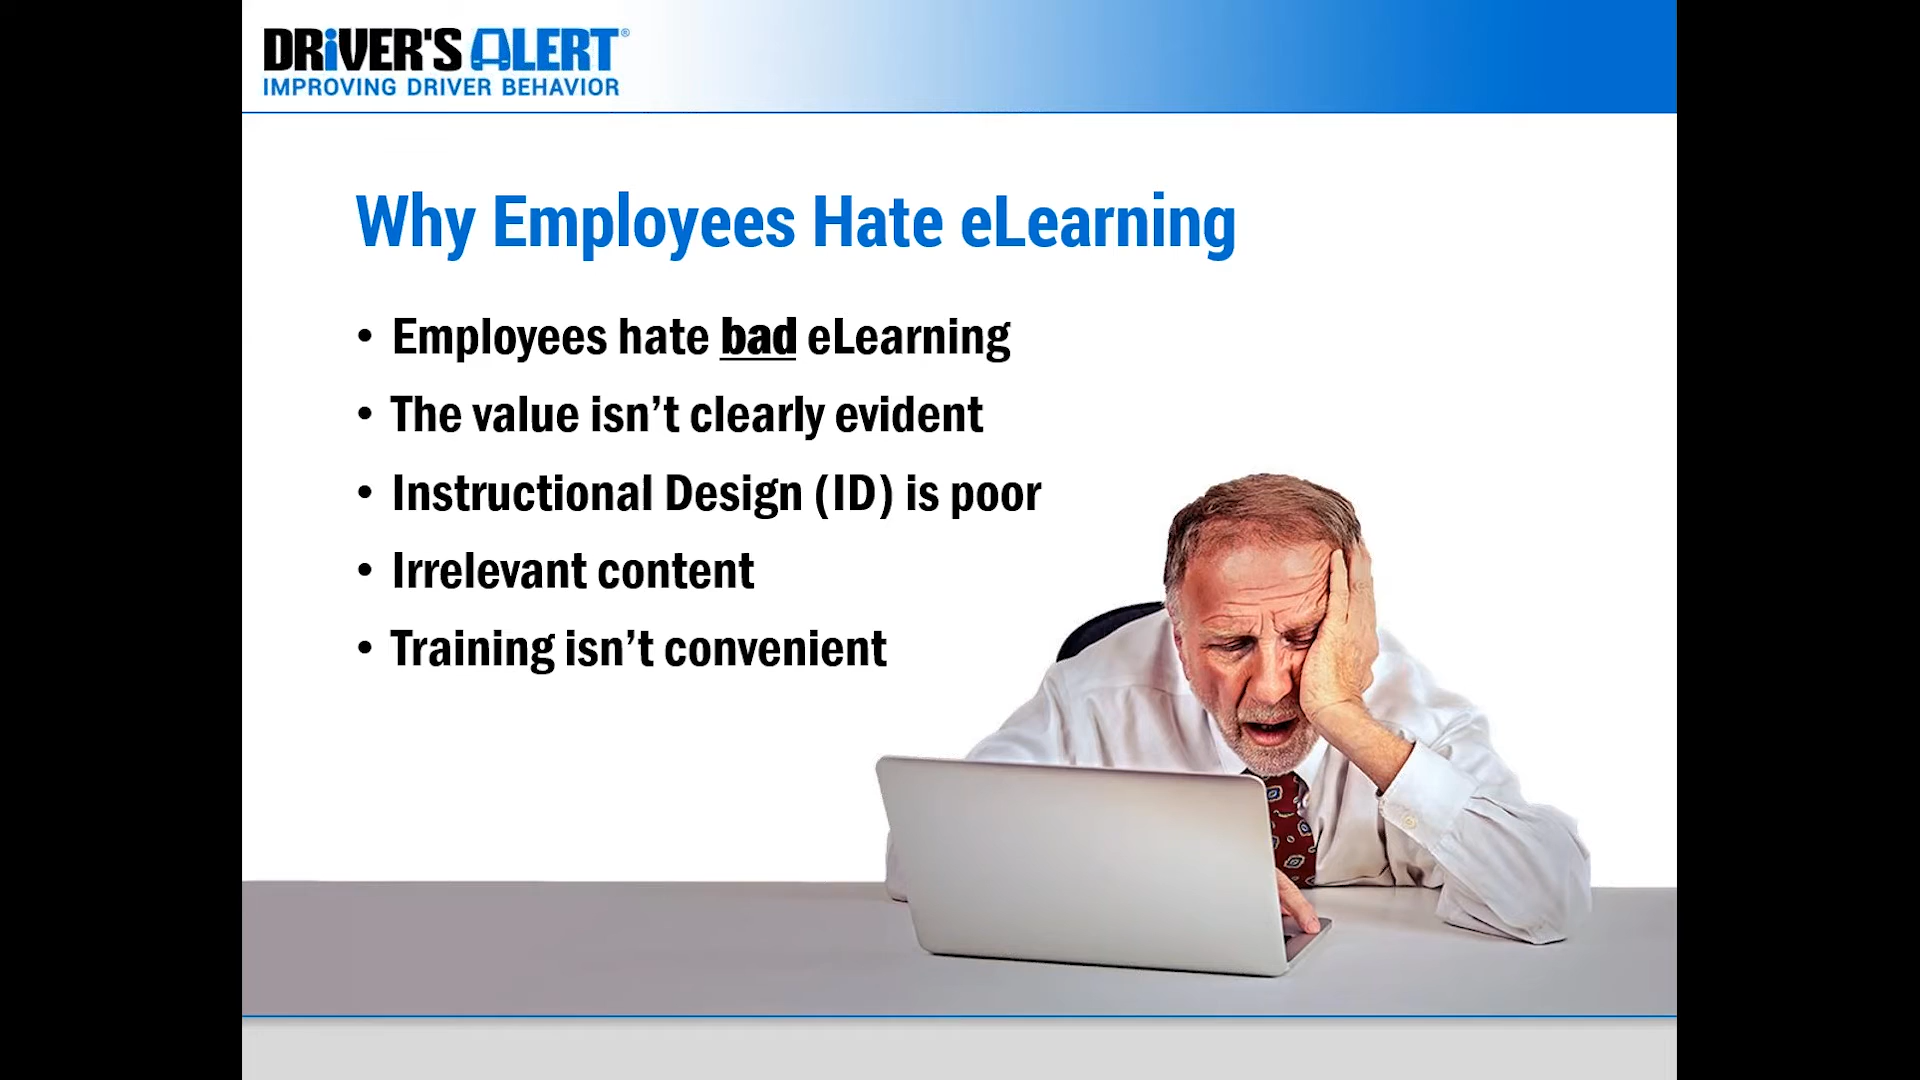 DRiVER'S ALERT®
IMPROVING DRIVER BEHAVIOR
Why Employees Hate eLearning
• Employees hate bad eLearning
• The value isn’t clearly evident
• Instructional Design (ID) is poor
• Irrelevant content
• Training isn’t convenient